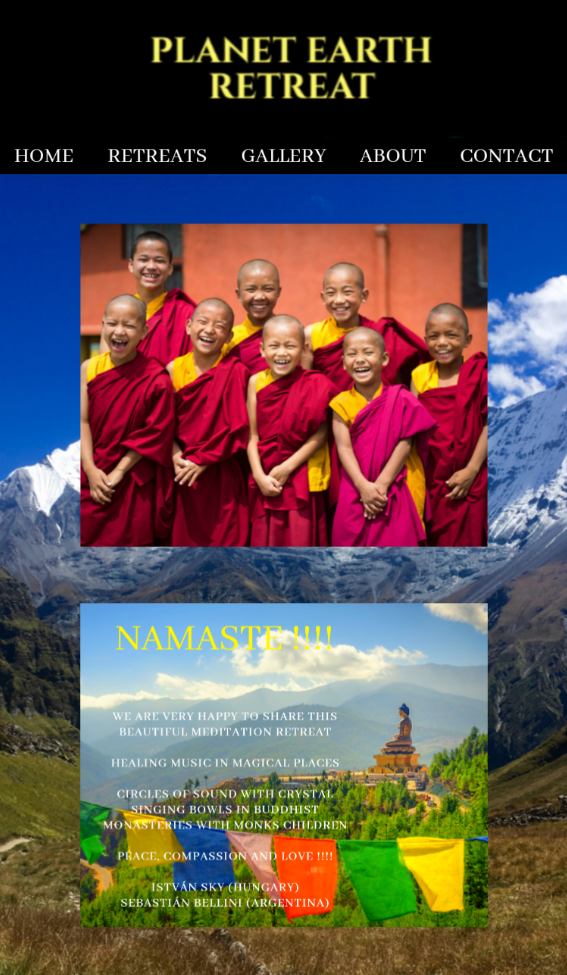 PLANET EARTH
RETREAT
HOME RETREATS GALLERY ABOUT CONTACT
NAMASTE !!!!
WE ARE VERY HAPPY TO SHARE THIS
BEAUTIFUL MEDITATION RETREAT
HEALING MUSIC IN MAGICAL PLACES
CIRCLES OF SOUND WITH CRYSTAL
SINGING BOWLS IN BUDDHIST
MONASTERIES WITH MONKS CHILDREN
PEACE, COMPASSION AND LOVE !!!!
ISTVÁN SKY (HUNGARY)
SEBASTIÁN BELLINI (ARGENTINA)